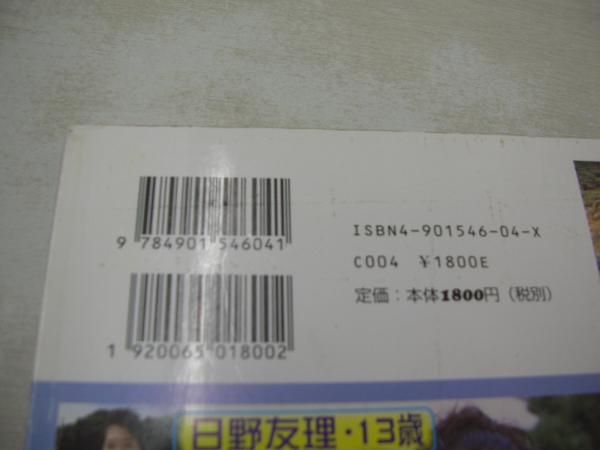 9 784901 546041
ISBN4-901546-04-X
C004 ¥1800E
定価：本体1800円（税別）
1 920065 018002
日野友理・13歳